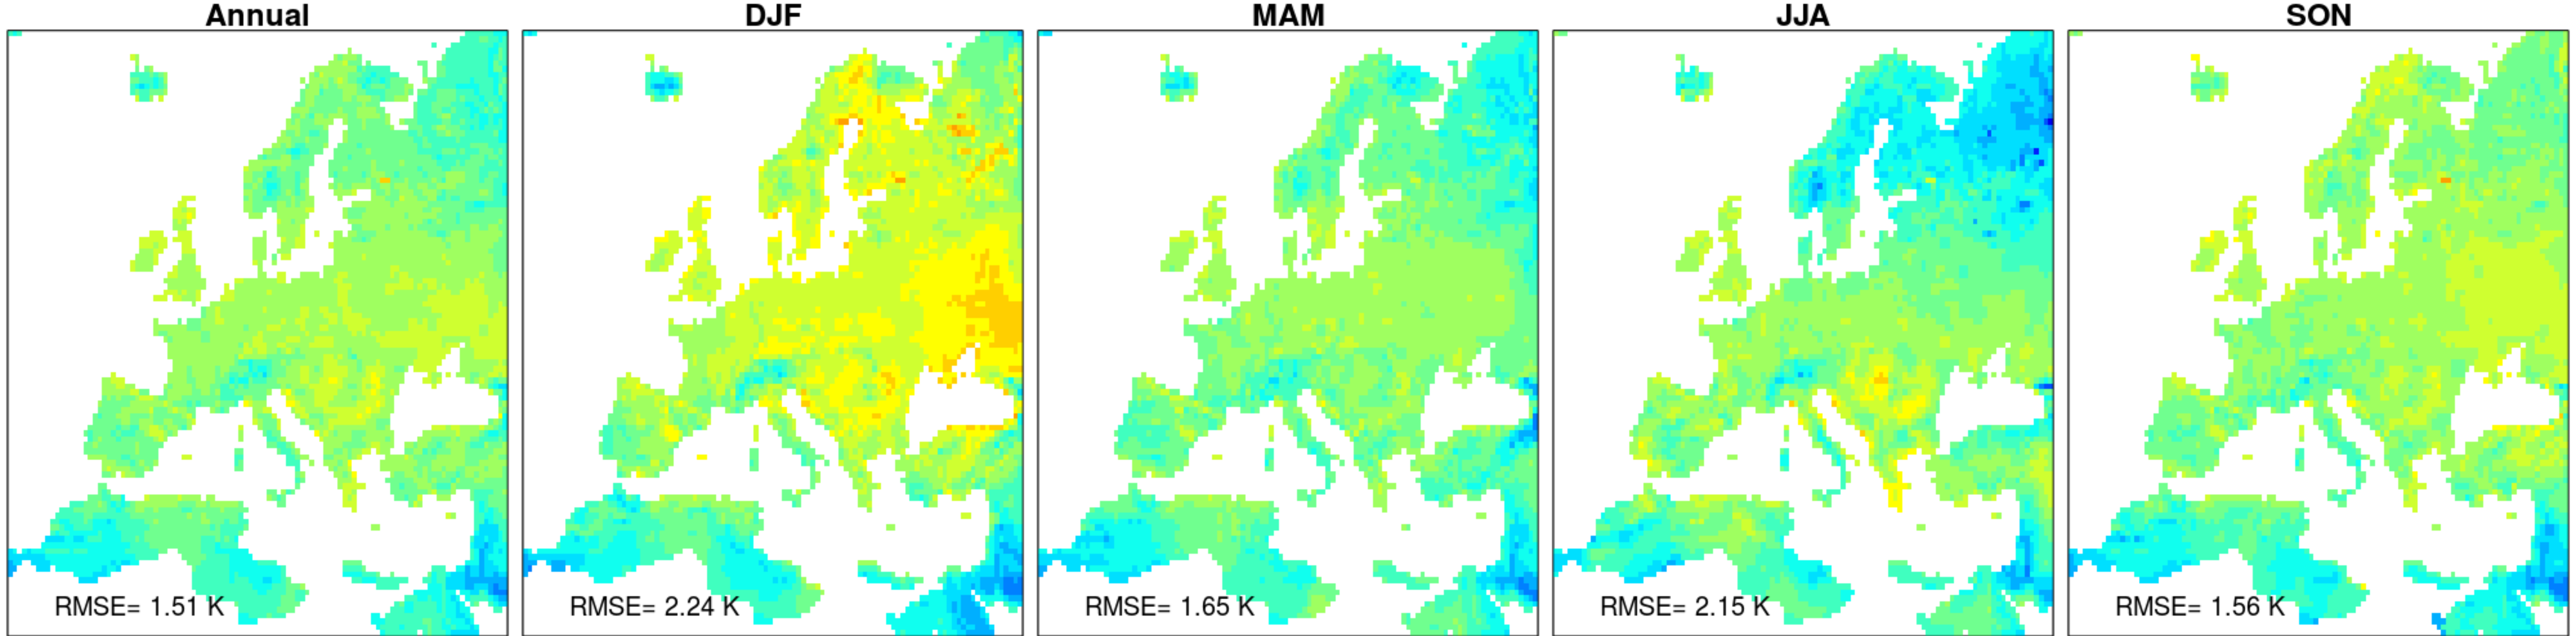 Annual
DJF
MAM
JJA
SON
RMSE= 1.51 K
RMSE= 2.24 K
RMSE= 1.65 K
RMSE= 2.15 K
RMSE= 1.56 K